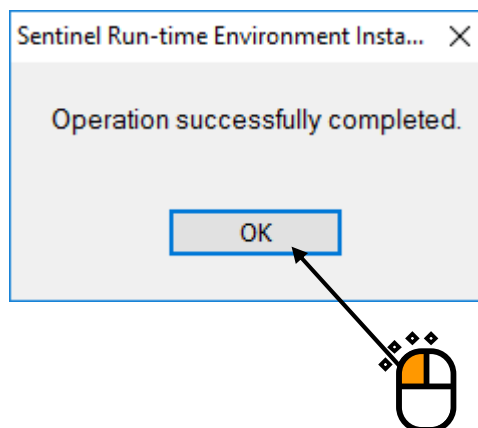 Sentinel Run-time Environment Insta...
Operation successfully completed.
OK